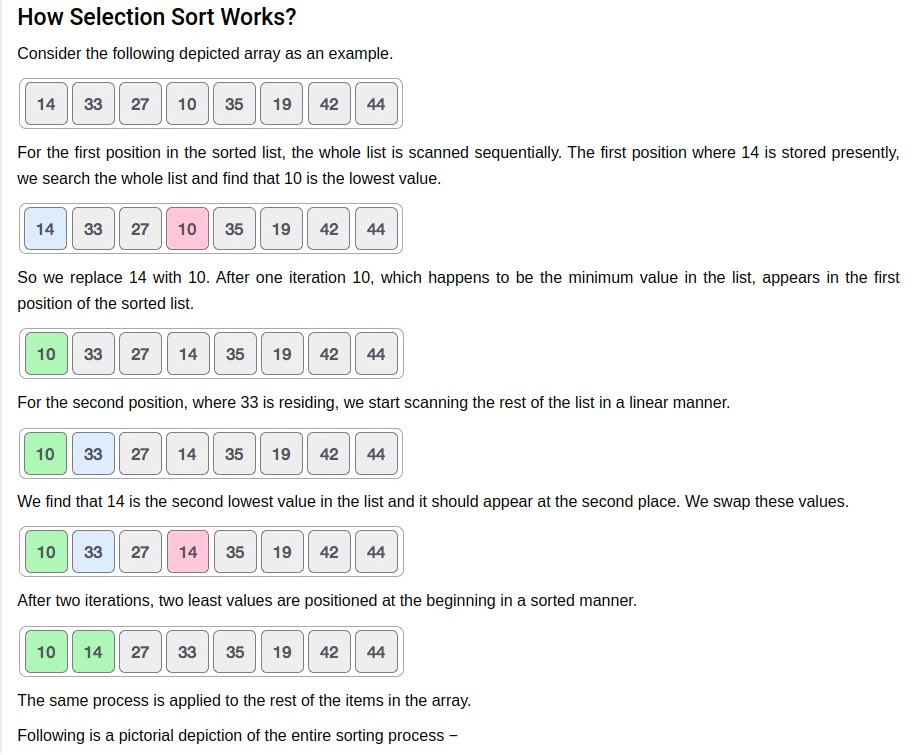 How Selection Sort Works?
Consider the following depicted array as an example.
14 33 27 10 35 19 42 44
For the first position in the sorted list, the whole list is scanned sequentially. The first position where 14 is stored presently,
we search the whole list and find that 10 is the lowest value.
14 33 27 10 35 19 42 44
So we replace 14 with 10. After one iteration 10, which happens to be the minimum value in the list, appears in the first
position of the sorted list.
10 33 27 14 35 19 42 44
For the second position, where 33 is residing, we start scanning the rest of the list in a linear manner.
10 33 27 14 35 19 42 44
We find that 14 is the second lowest value in the list and it should appear at the second place. We swap these values.
10 33 27 14 35 19 42 44
After two iterations, two least values are positioned at the beginning in a sorted manner.
10 14 27 33 35 19 42 44
The same process is applied to the rest of the items in the array.
Following is a pictorial depiction of the entire sorting process −